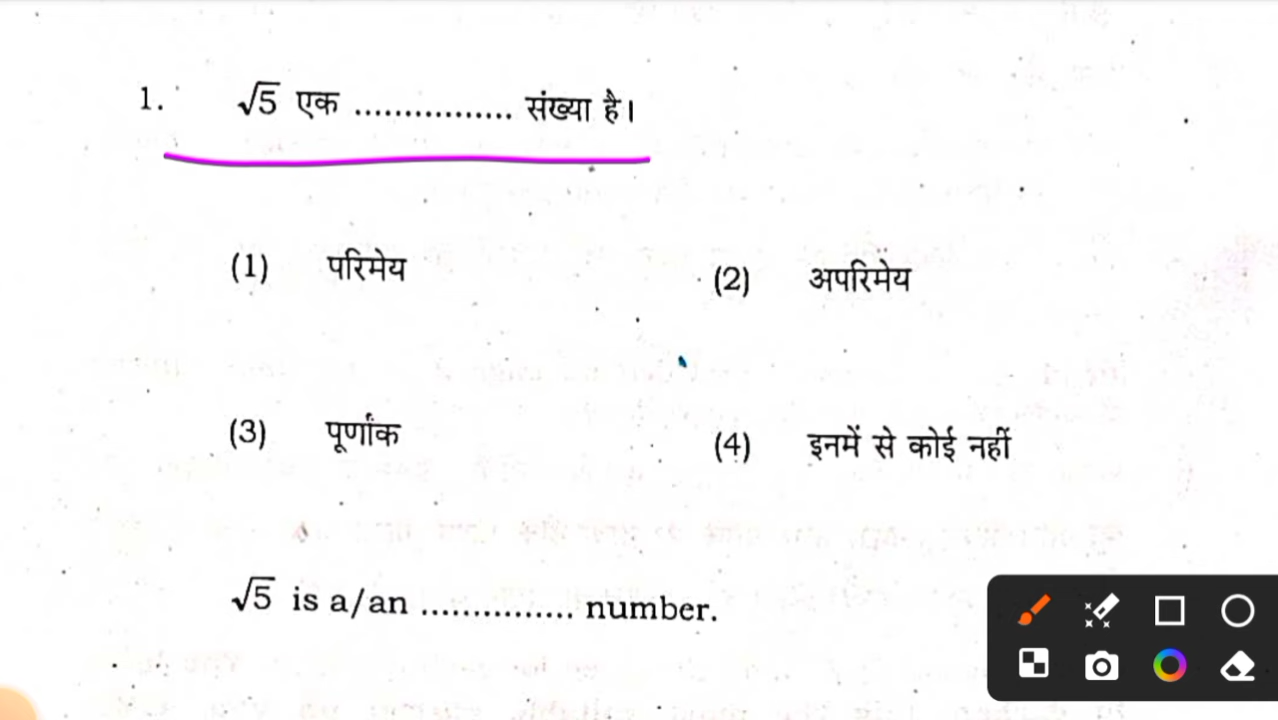 1. √5 एक ................ संख्या है।
(1) परिमेय (2) अपरिमेय
(3) पूर्णांक (4) इनमें से कोई नहीं
√5 is a/an ................ number.